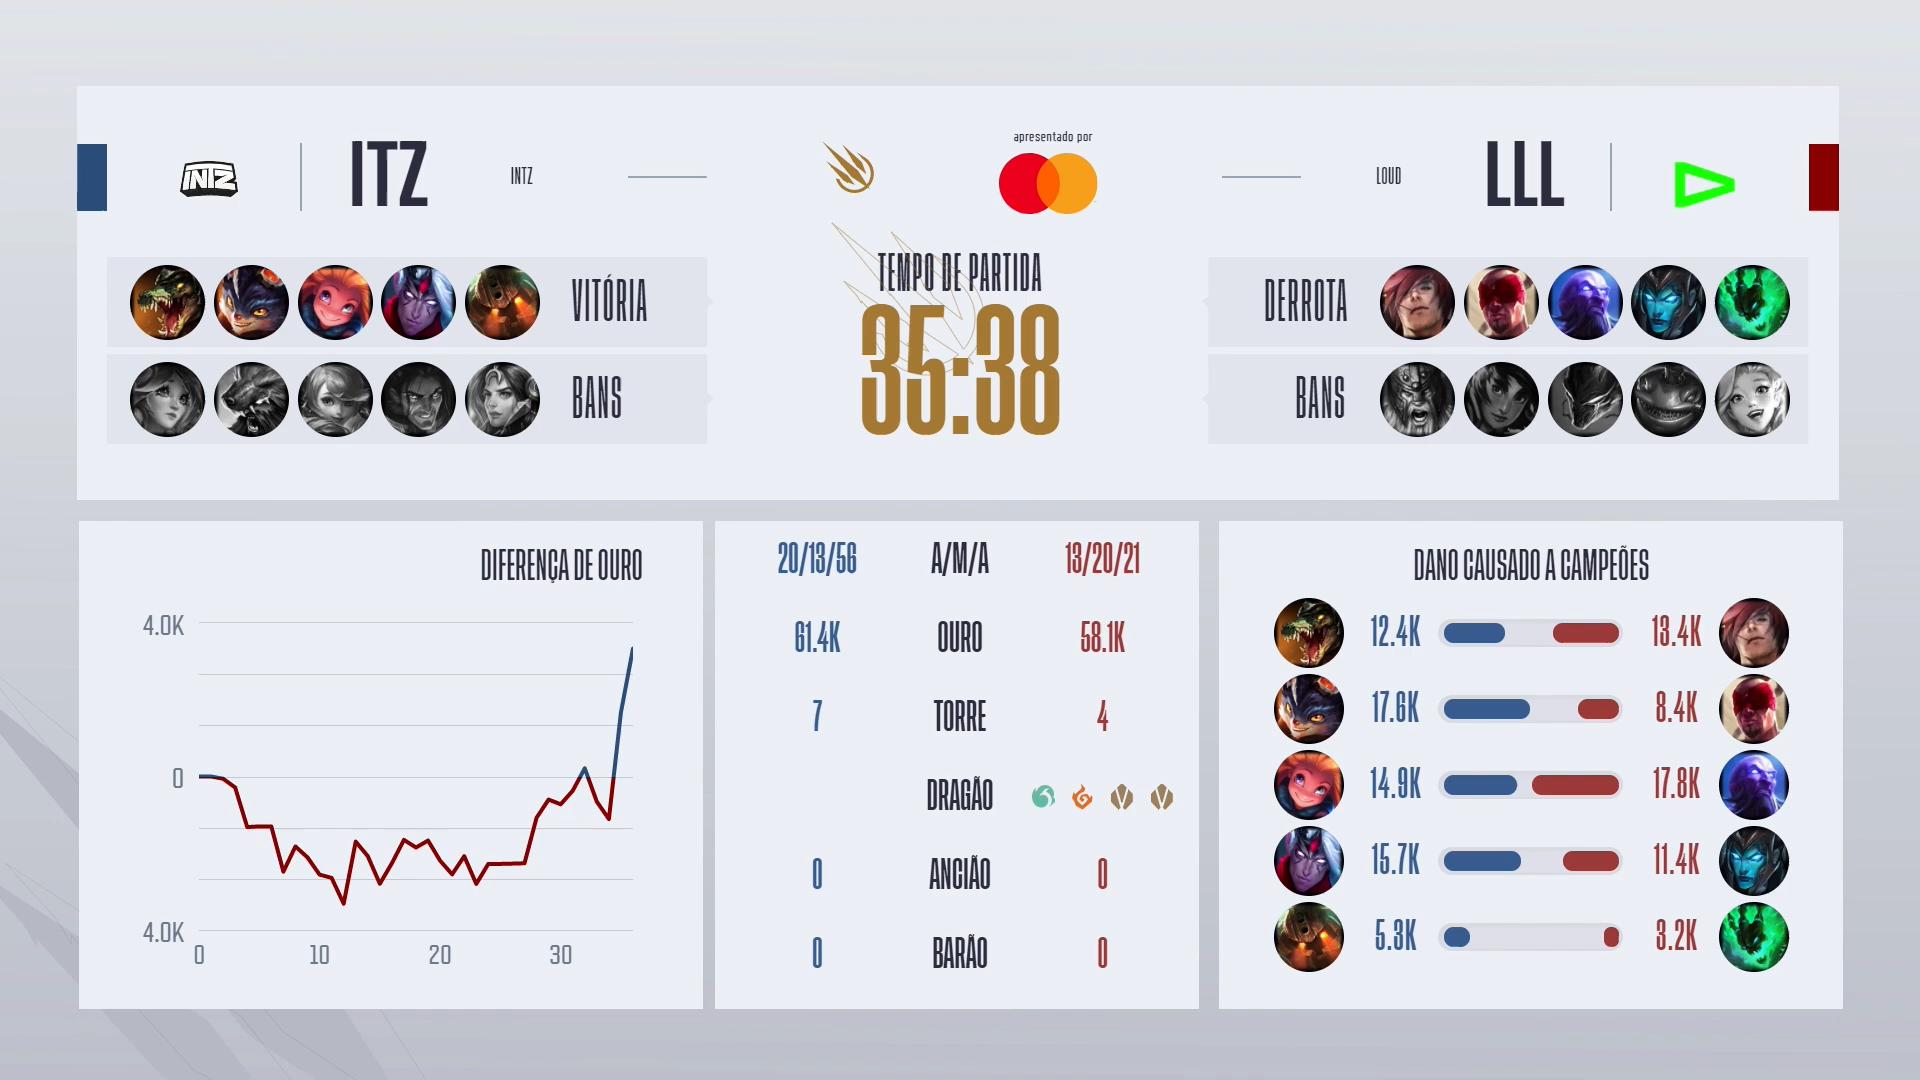 apresentado por
INTZ
ITZ
INTZ
LOUD
LLL
TEMPO DE PARTIDA
35:38
VITÓRIA
DERROTA
BANS
BANS
DIFERENÇA DE OURO
4.0K
0
4.0K
0 10 20 30
20/13/56 A/M/A 13/20/21
61.4K OURO 58.1K
7 TORRE 4
DRAGÃO
0 ANCIÃO 0
0 BARÃO 0
DANO CAUSADO A CAMPEÕES
12.4K 13.4K
17.6K 8.4K
14.9K 17.8K
15.7K 11.4K
5.3K 3.2K